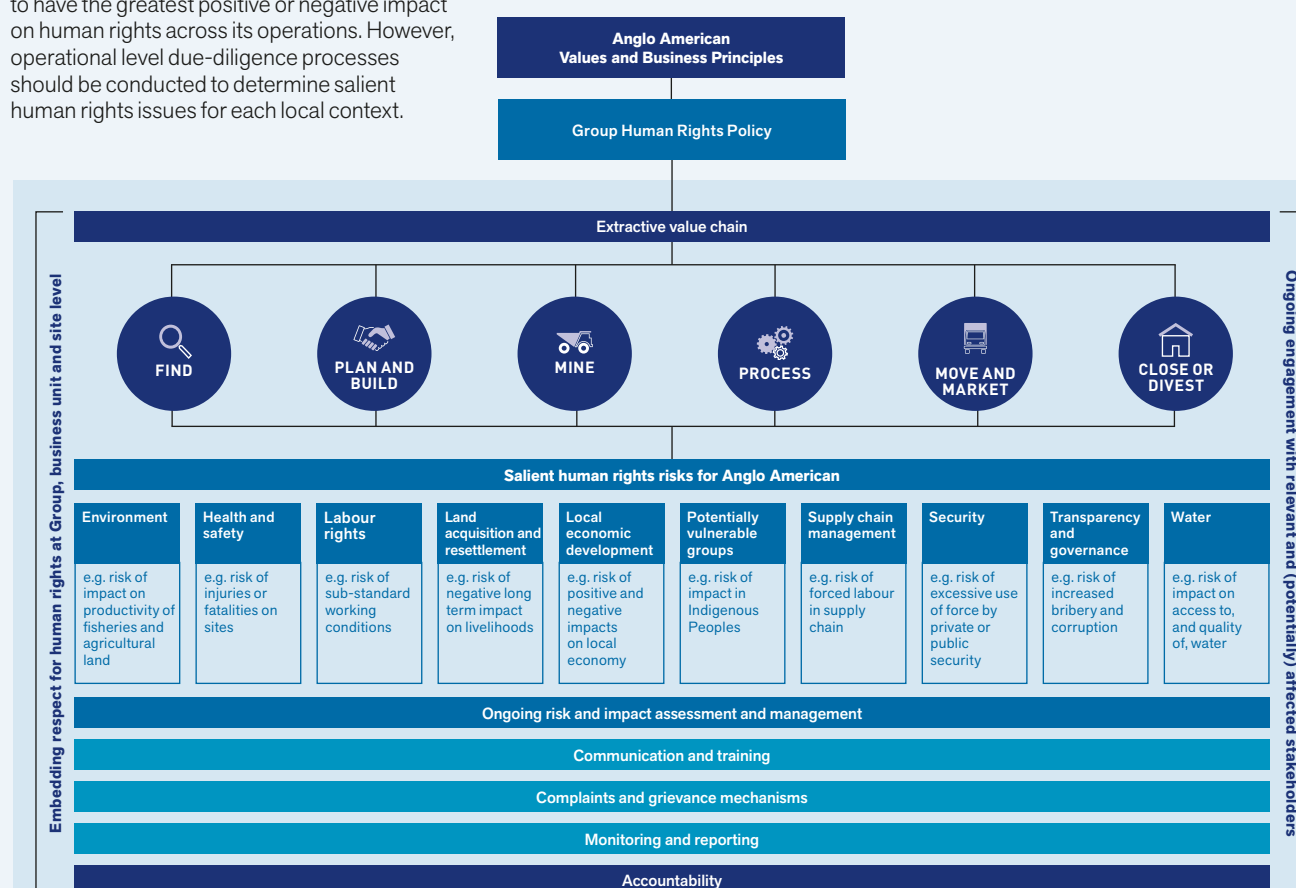 to have the greatest positive or negative impact
on human rights across its operations. However,
operational level due-diligence processes
should be conducted to determine salient
human rights issues for each local context.
Anglo American
Values and Business Principles
Group Human Rights Policy
Embedding respect for human rights at Group, business unit and site level
Extractive value chain
FIND
PLAN AND
BUILD
MINE
PROCESS
MOVE AND
MARKET
CLOSE OR
DIVEST
Salient human rights risks for Anglo American
Environment
e.g. risk of
impact on
productivity of
fisheries and
agricultural
land
Health and
safety
e.g. risk of
injuries or
fatalities on
sites
Labour
rights
e.g. risk of
sub-standard
working
conditions
Land
acquisition and
resettlement
e.g. risk of
negative long
term impact
on livelihoods
Local
economic
development
e.g. risk of
positive and
negative
impacts
on local
economy
Potentially
vulnerable
groups
e.g. risk of
impact in
Indigenous
Peoples
Supply chain
management
e.g. risk of
forced labour
in supply
chain
Security
e.g. risk of
excessive use
of force by
private or
public
security
Transparency
and
governance
e.g. risk of
increased
bribery and
corruption
Water
e.g. risk of
impact on
access to,
and quality
of, water
Ongoing risk and impact assessment and management
Communication and training
Complaints and grievance mechanisms
Monitoring and reporting
Accountability
Ongoing engagement with relevant and (potentially) affected stakeholders